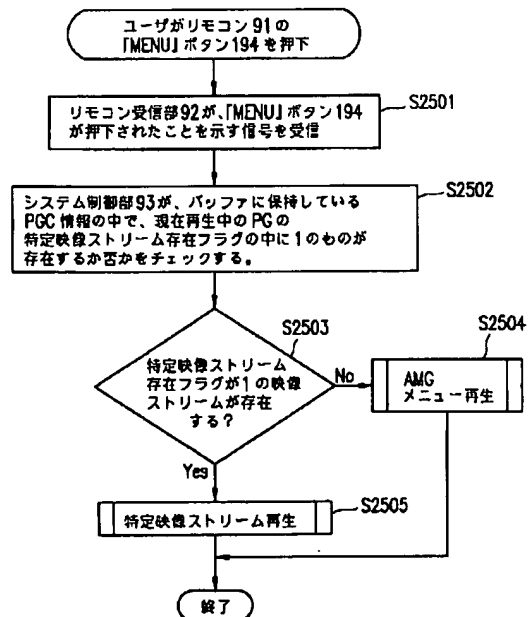 ユーザがリモコン91の
『MENU』ボタン194を押下
リモコン受信部92が、『MENU』ボタン194
が押下されたことを示す信号を受信
S2501
システム制御部93が、バッファに保持している
PGC情報の中で、現在再生中のPGの
特定映像ストリーム存在フラグの中に1のものが
存在するか否かをチェックする。
S2502
特定映像ストリーム
存在フラグが1の映像
ストリームが存在
する?
S2503
No
AMG
メニュー再生
S2504
Yes
特定映像ストリーム再生
S2505
終了